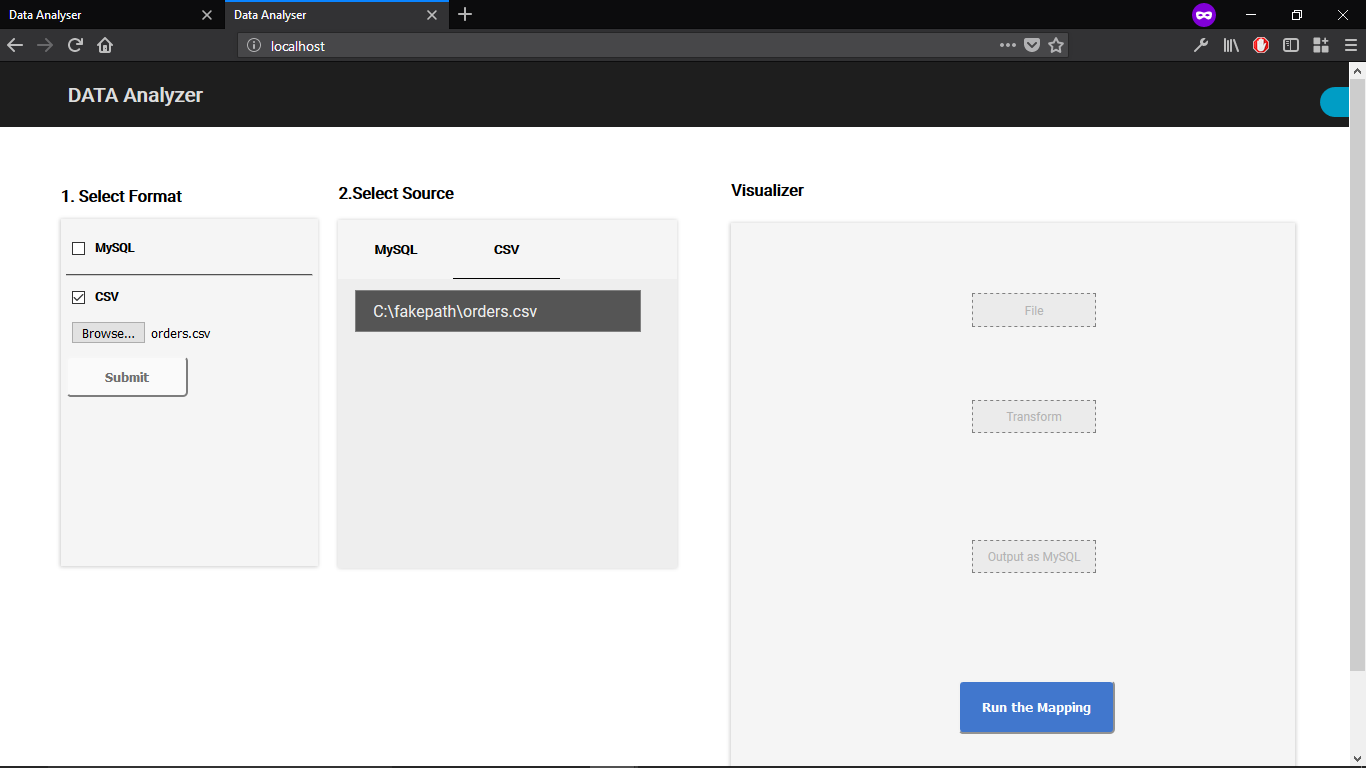 Data Analyser
Data Analyser
localhost
DATA Analyzer
1. Select Format
MySQL
CSV
Browse... orders.csv
Submit
2.Select Source
MySQL CSV
C:\fakepath\orders.csv
Visualizer
File
Transform
Output as MySQL
Run the Mapping